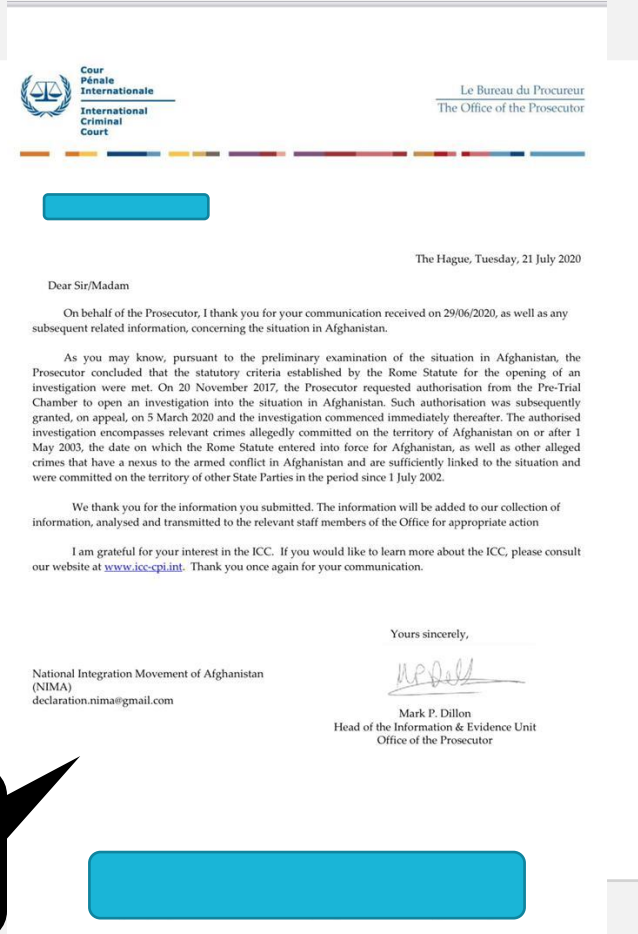 Cour
Pénale
Internationale
International
Criminal
Court
Le Bureau du Procureur
The Office of the Prosecutor
The Hague, Tuesday, 21 July 2020
Dear Sir/Madam
On behalf of the Prosecutor, I thank you for your communication received on 29/06/2020, as well as any
subsequent related information, concerning the situation in Afghanistan.
As you may know, pursuant to the preliminary examination of the situation in Afghanistan, the
Prosecutor concluded that the statutory criteria established by the Rome Statute for the opening of an
investigation were met. On 20 November 2017, the Prosecutor requested authorisation from the Pre-Trial
Chamber to open an investigation into the situation in Afghanistan. Such authorisation was subsequently
granted, on appeal, on 5 March 2020 and the investigation commenced immediately thereafter. The authorised
investigation encompasses relevant crimes allegedly committed on the territory of Afghanistan on or after 1
May 2003, the date on which the Rome Statute entered into force for Afghanistan, as well as other alleged
crimes that have a nexus to the armed conflict in Afghanistan and are sufficiently linked to the situation and
were committed on the territory of other State Parties in the period since 1 July 2002.
We thank you for the information you submitted. The information will be added to our collection of
information, analysed and transmitted to the relevant staff members of the Office for appropriate action
I am grateful for your interest in the ICC. If you would like to learn more about the ICC, please consult
our website at www.icc-cpi.int. Thank you once again for your communication.
Yours sincerely,
National Integration Movement of Afghanistan
(NIMA)
declaration.nima@gmail.com
Mark P. Dillon
Head of the Information & Evidence Unit
Office of the Prosecutor